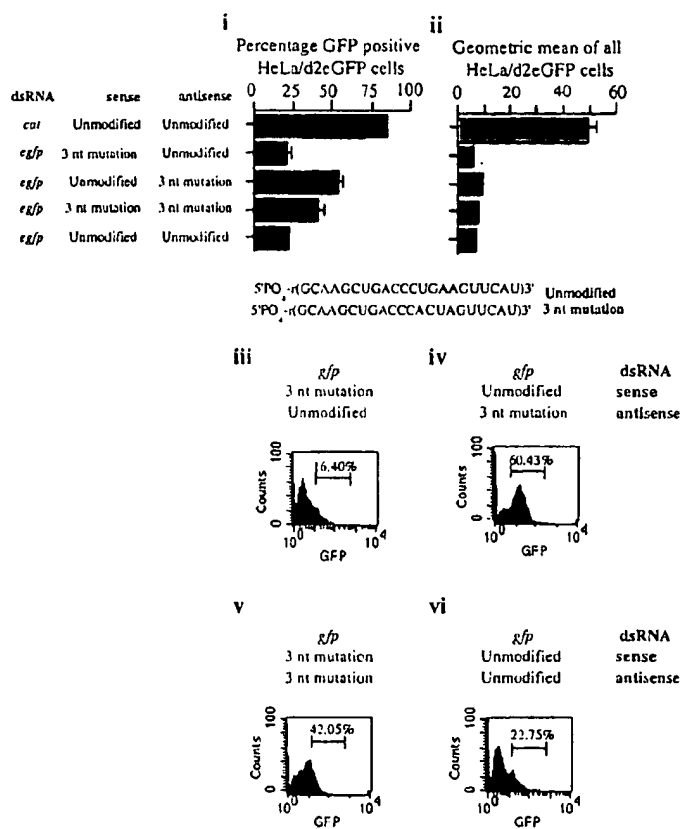 i
ii
Percentage GFP positive
HeLa/d2eGFP cells
Geometric mean of all
HeLa/d2eGFP cells
dsRNA sense antisense
0 25 50 75 100
0 20 40 60
cat Unmodified Unmodified
egfp 3 nt mutation Unmodified
egfp Unmodified 3 nt mutation
egfp 3 nt mutation 3 nt mutation
egfp Unmodified Unmodified
5'PO4-r(GCAAGCUGACCCUGAAGUUCAU)3' Unmodified
5'PO4-r(GCAAGCUGACCCACUAGUUCAU)3' 3 nt mutation
iii
iv
gfp
3 nt mutation
Unmodified
gfp
Unmodified
3 nt mutation
dsRNA
sense
antisense
100
Counts
0
16.40%
10^0 10^4
GFP
100
Counts
0
60.43%
10^0 10^4
GFP
v
vi
gfp
3 nt mutation
3 nt mutation
gfp
Unmodified
Unmodified
dsRNA
sense
antisense
100
Counts
0
42.05%
10^0 10^4
GFP
100
Counts
0
22.75%
10^0 10^4
GFP